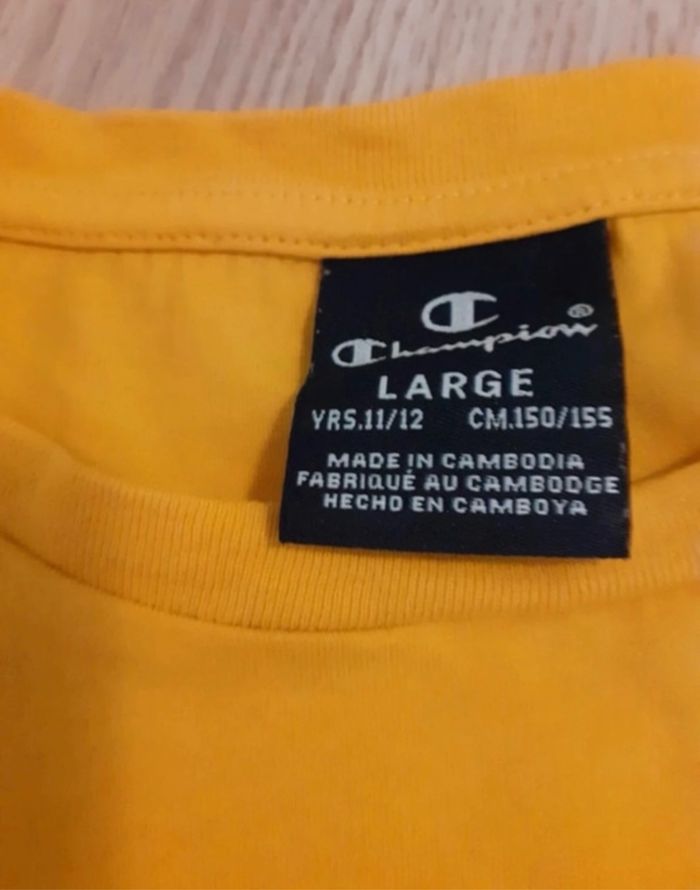 Champion®
LARGE
YRS.11/12 CM.150/155
MADE IN CAMBODIA
FABRIQUÉ AU CAMBODGE
HECHO EN CAMBOYA